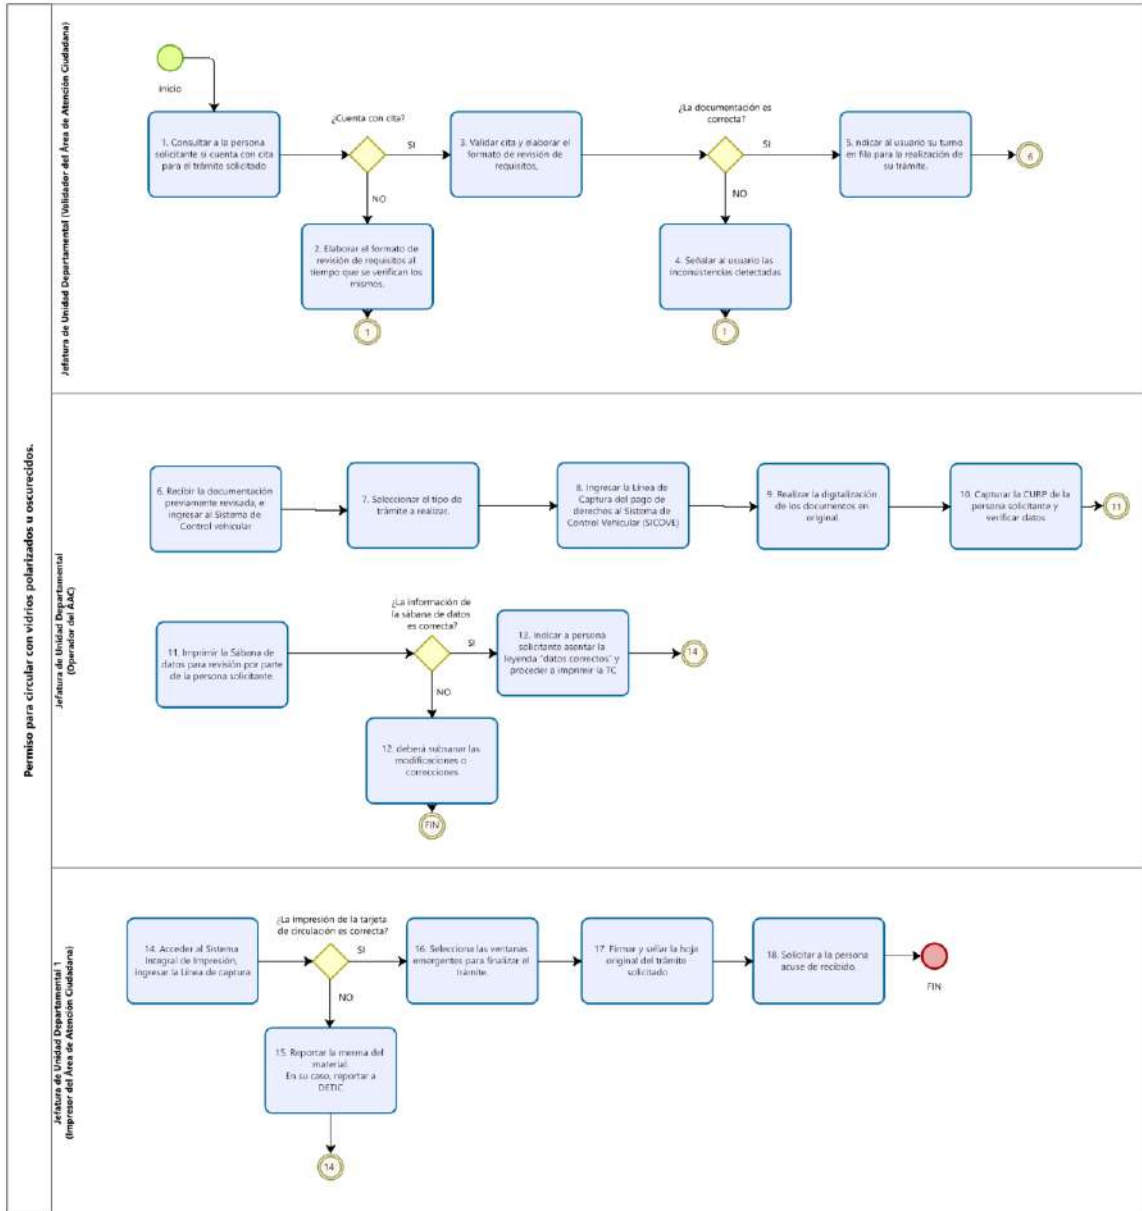 Permiso para circular con vidrios polarizados u oscurecidos.
Jefatura de Unidad Departamental (Validador del Área de Atención Ciudadana)
inicio
1. Consultar a la persona
solicitante si cuenta con cita
para el trámite solicitado
¿Cuenta con cita?
SI
NO
2. Elaborar el formato de
revisión de requisitos al
tiempo que se verifican los
mismos.
1
3. Validar cita y elaborar el
formato de revisión de
requisitos,
¿La documentación es
correcta?
SI
NO
4. Señalar al usuario las
inconsistencias detectadas
1
5. ndicar al usuario su turno
en fila para la realización de
su trámite.
6
Jefatura de Unidad Departamental
(Operador del AAC)
6. Recibir la documentación
previamente revisada, e
ingresar al Sistema de
Control vehicular
7. Seleccionar el tipo de
trámite a realizar.
8. Ingresar la Línea de
Captura del pago de
derechos al Sistema de
Control Vehicular (SICOVE)
9. Realizar la digitalización
de los documentos en
original.
10. Capturar la CURP de la
persona solicitante y
verificar datos
11
11. Imprimir la Sábana de
datos para revisión por parte
de la persona solicitante.
¿La información de
la sábana de datos
es correcta?
SI
NO
12. deberá subsanar las
modificaciones o
correcciones
FIN
13. Indicar a persona
solicitante asentar la
leyenda "datos correctos" y
proceder a imprimir la TC
14
Jefatura de Unidad Departamental 1
(Impresor del Área de Atención Ciudadana)
14. Acceder al Sistema
Integral de Impresión,
ingresar la Línea de captura
¿La impresión de la tarjeta
de circulación es correcta?
SI
NO
15. Reportar la merma del
material.
En su caso, reportar a
DETIC
14
16. Selecciona las ventanas
emergentes para finalizar el
trámite.
17. Firmar y sellar la hoja
original del trámite
solicitado
18. Solicitar a la persona
acuse de recibido.
FIN